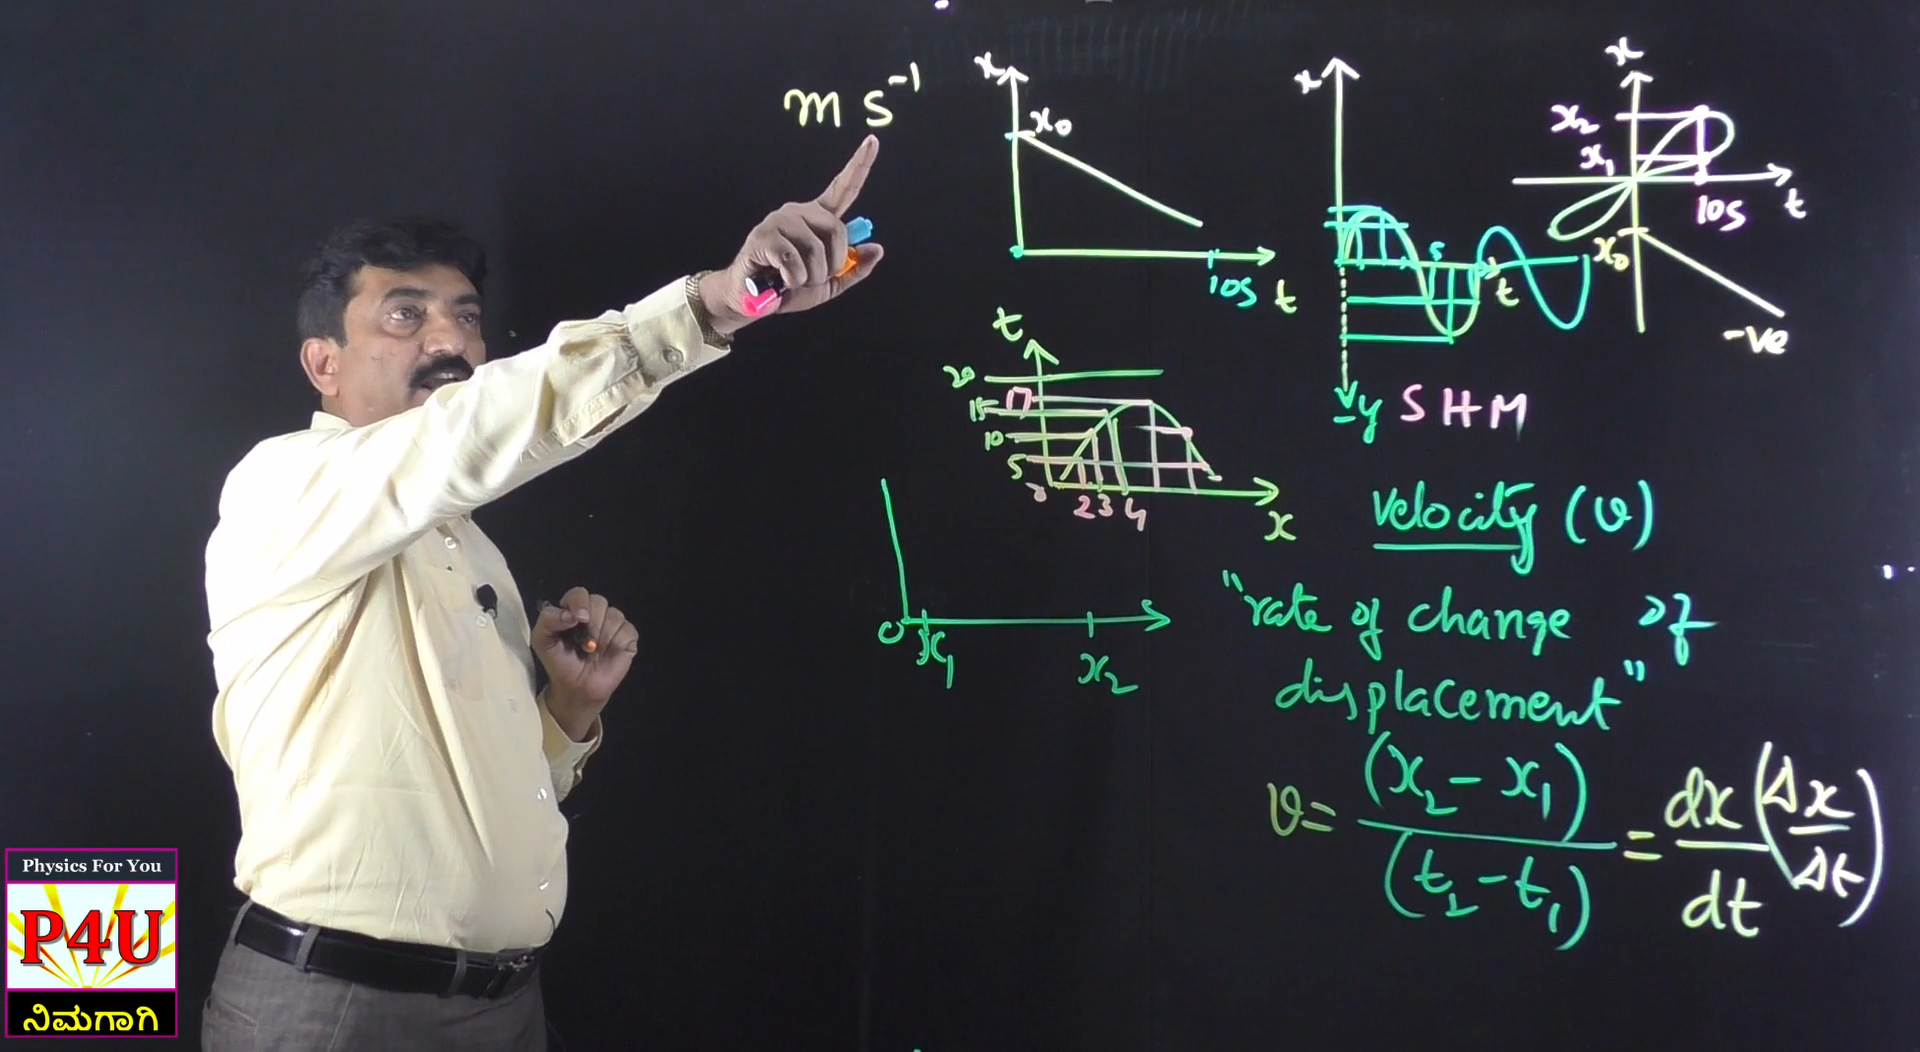 m s⁻¹
x
x₀
10s t
x
s
t
-y SHM
x
x₂
x₁
10s t
x₀
-ve
t
20
17
15
10
5
0
2 3 4
x
0 x₁ x₂
velocity (v)
"rate of change of
displacement"
v = (x₂ - x₁) / (t₂ - t₁) = dx/dt (Δx/Δt)
Physics For You
P4U
ನಿಮಗಾಗಿ